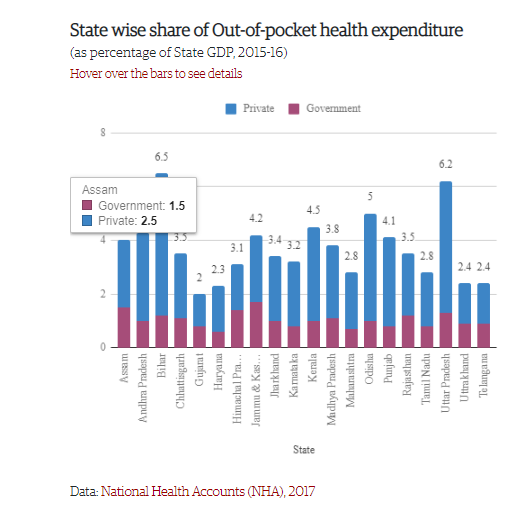 State wise share of Out-of-pocket health expenditure
(as percentage of State GDP, 2015-16)
Hover over the bars to see details
Private Government
8
6.5
6.2
Assam
Government: 1.5
Private: 2.5
5
4.5
4.2
4.1
4
3.8
3.5
3.5
3.4
3.2
3.1
2.8
2.8
2.4
2.4
2.3
2
2
0
Assam
Andhra Pradesh
Bihar
Chhattisgarh
Gujarat
Haryana
Himachal Pra...
Jammu & Kas...
Jharkhand
Karnataka
Kerala
Madhya Pradesh
Maharashtra
Odisha
Punjab
Rajasthan
Tamil Nadu
Uttar Pradesh
Uttrakhand
Telangana
State
Data: National Health Accounts (NHA), 2017